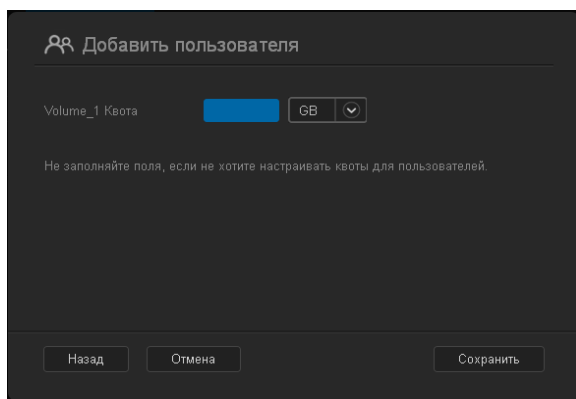 Добавить пользователя
Volume_1 Квота GB
Не заполняйте поля, если не хотите настраивать квоты для пользователей.
Назад Отмена Сохранить